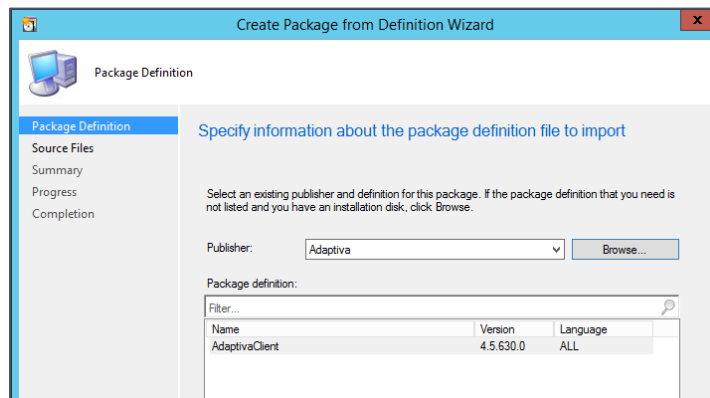 Create Package from Definition Wizard
x
Package Definition
Package Definition
Source Files
Summary
Progress
Completion
Specify information about the package definition file to import
Select an existing publisher and definition for this package. If the package definition that you need is
not listed and you have an installation disk, click Browse.
Publisher: Adaptiva Browse...
Package definition:
Filter...
Name Version Language
AdaptivaClient 4.5.630.0 ALL